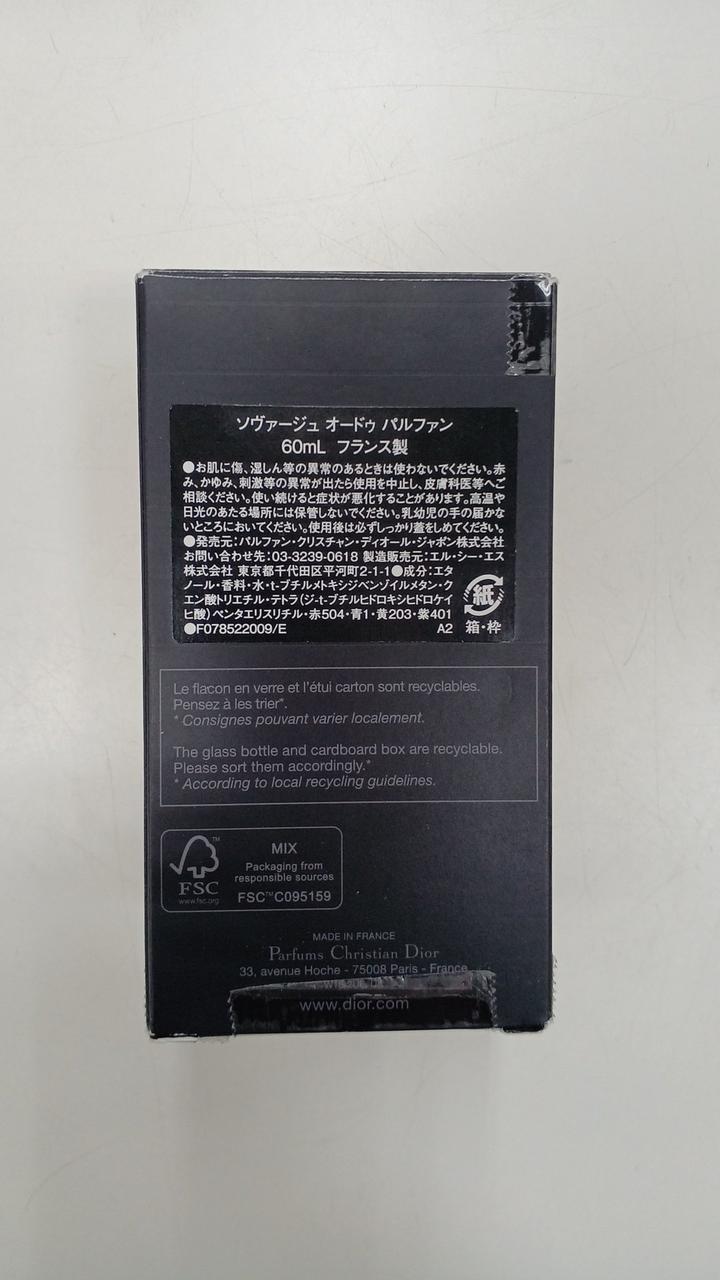 ソヴァージュ オードゥ パルファン
60mL フランス製
●お肌に傷、湿しん等の異常のあるときは使わないでください。赤
み、かゆみ、刺激等の異常が出たら使用を中止し、皮膚科医等へご
相談ください。使い続けると症状が悪化することがあります。高温や
日光のあたる場所には保管しないでください。乳幼児の手の届かな
いところにおいてください。使用後は必ずしっかり蓋をしめてください。
●発売元:パルファン・クリスチャン・ディオール・ジャポン株式会社
お問い合わせ先:03-3239-0618 製造販売元:エル・シー・エス
株式会社 東京都千代田区平河町2-1-1●成分:エタ
ノール・香料・水・t-ブチルメトキシジベンゾイルメタン・ク
エン酸トリエチル・テトラ(ジ-t-ブチルヒドロキシヒドロケイ
ヒ酸)ペンタエリスリチル・赤504・青1・黄203・紫401
●F078522009/E A2
紙
箱・枠
Le flacon en verre et l'étui carton sont recyclables.
Pensez à les trier*.
* Consignes pouvant varier localement.
The glass bottle and cardboard box are recyclable.
Please sort them accordingly.*
* According to local recycling guidelines.
FSC™
www.fsc.org
MIX
Packaging from
responsible sources
FSC™ C095159
MADE IN FRANCE
Parfums Christian Dior
33, avenue Hoche - 75008 Paris - France
www.dior.com